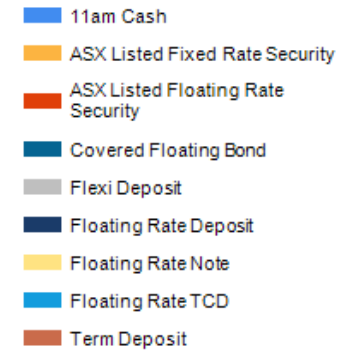 11am Cash
ASX Listed Fixed Rate Security
ASX Listed Floating Rate
Security
Covered Floating Bond
Flexi Deposit
Floating Rate Deposit
Floating Rate Note
Floating Rate TCD
Term Deposit